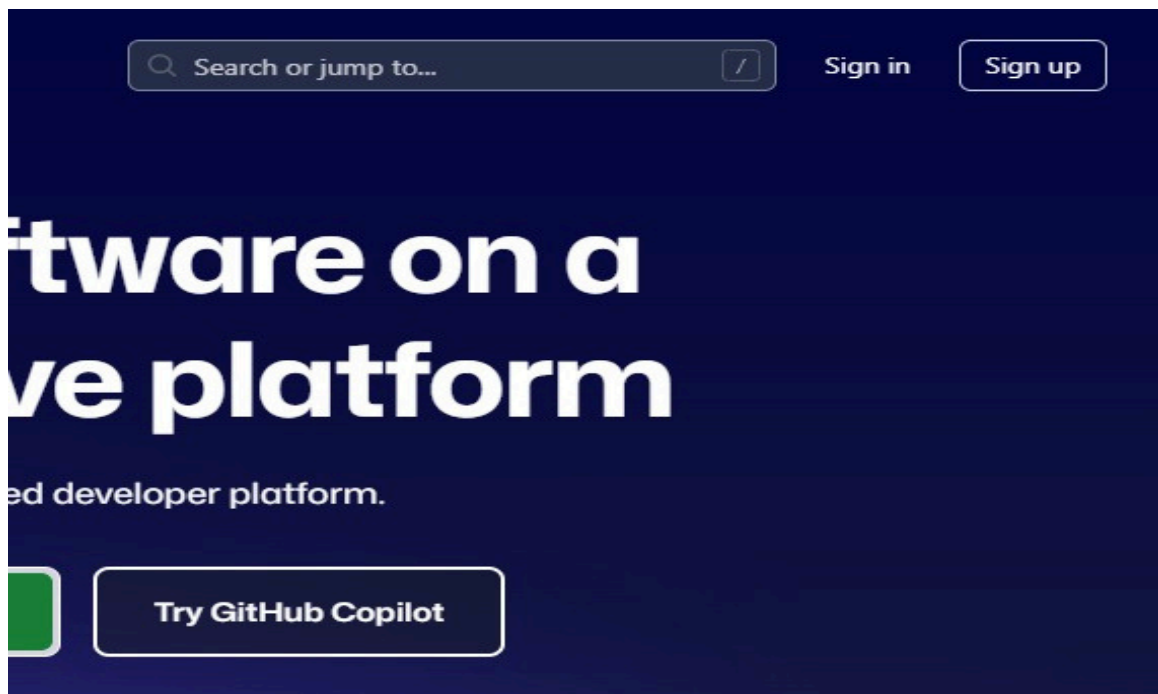 Search or jump to...
/
Sign in
Sign up
ftware on a
ve platform
ed developer platform.
Try GitHub Copilot